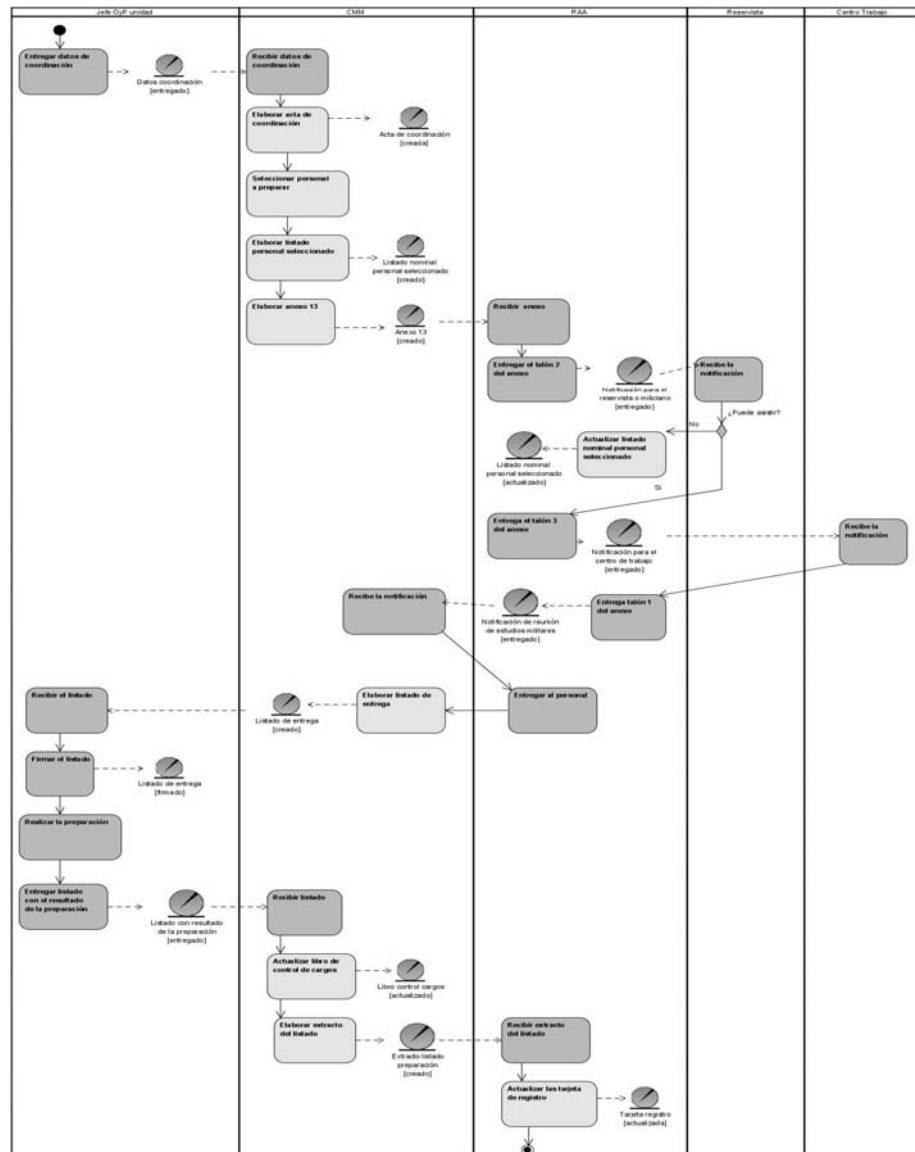 Jefe OyP unidad
CMM
RAA
Reservista
Centro Trabajo
Entregar datos de
coordinación
Datos coordinación
[entregado]
Recibir datos de
coordinación
Elaborar acta de
coordinación
Acta de coordinación
[creada]
Seleccionar personal
a preparar
Elaborar listado
personal seleccionado
Listado nominal
personal seleccionado
[creado]
Elaborar anexo 13
Anexo 13
[creado]
Recibir anexo
Entregar el talón 2
del anexo
Notificación para el
reservista o miliciano
[entregado]
Recibe la
notificación
¿Puede asistir?
No
Actualizar listado
nominal personal
seleccionado
Listado nominal
personal seleccionado
[actualizado]
Si
Entrega el talón 3
del anexo
Notificación para el
centro de trabajo
[entregado]
Recibe la
notificación
Entrega talón 1
del anexo
Notificación de reunión
de estudios militares
[entregado]
Recibe la notificación
Entregar al personal
Elaborar listado de
entrega
Listado de entrega
[creado]
Recibir el listado
Firmar el listado
Listado de entrega
[firmado]
Realizar la preparación
Entregar listado
con el resultado
de la preparación
Listado con resultado
de la preparación
[entregado]
Recibir listado
Actualizar libro de
control de cargos
Libro control cargos
[actualizado]
Elaborar extracto
del listado
Extracto listado
preparación
[creado]
Recibir extracto
del listado
Actualizar las tarjeta
de registro
Tarjeta registro
[actualizada]